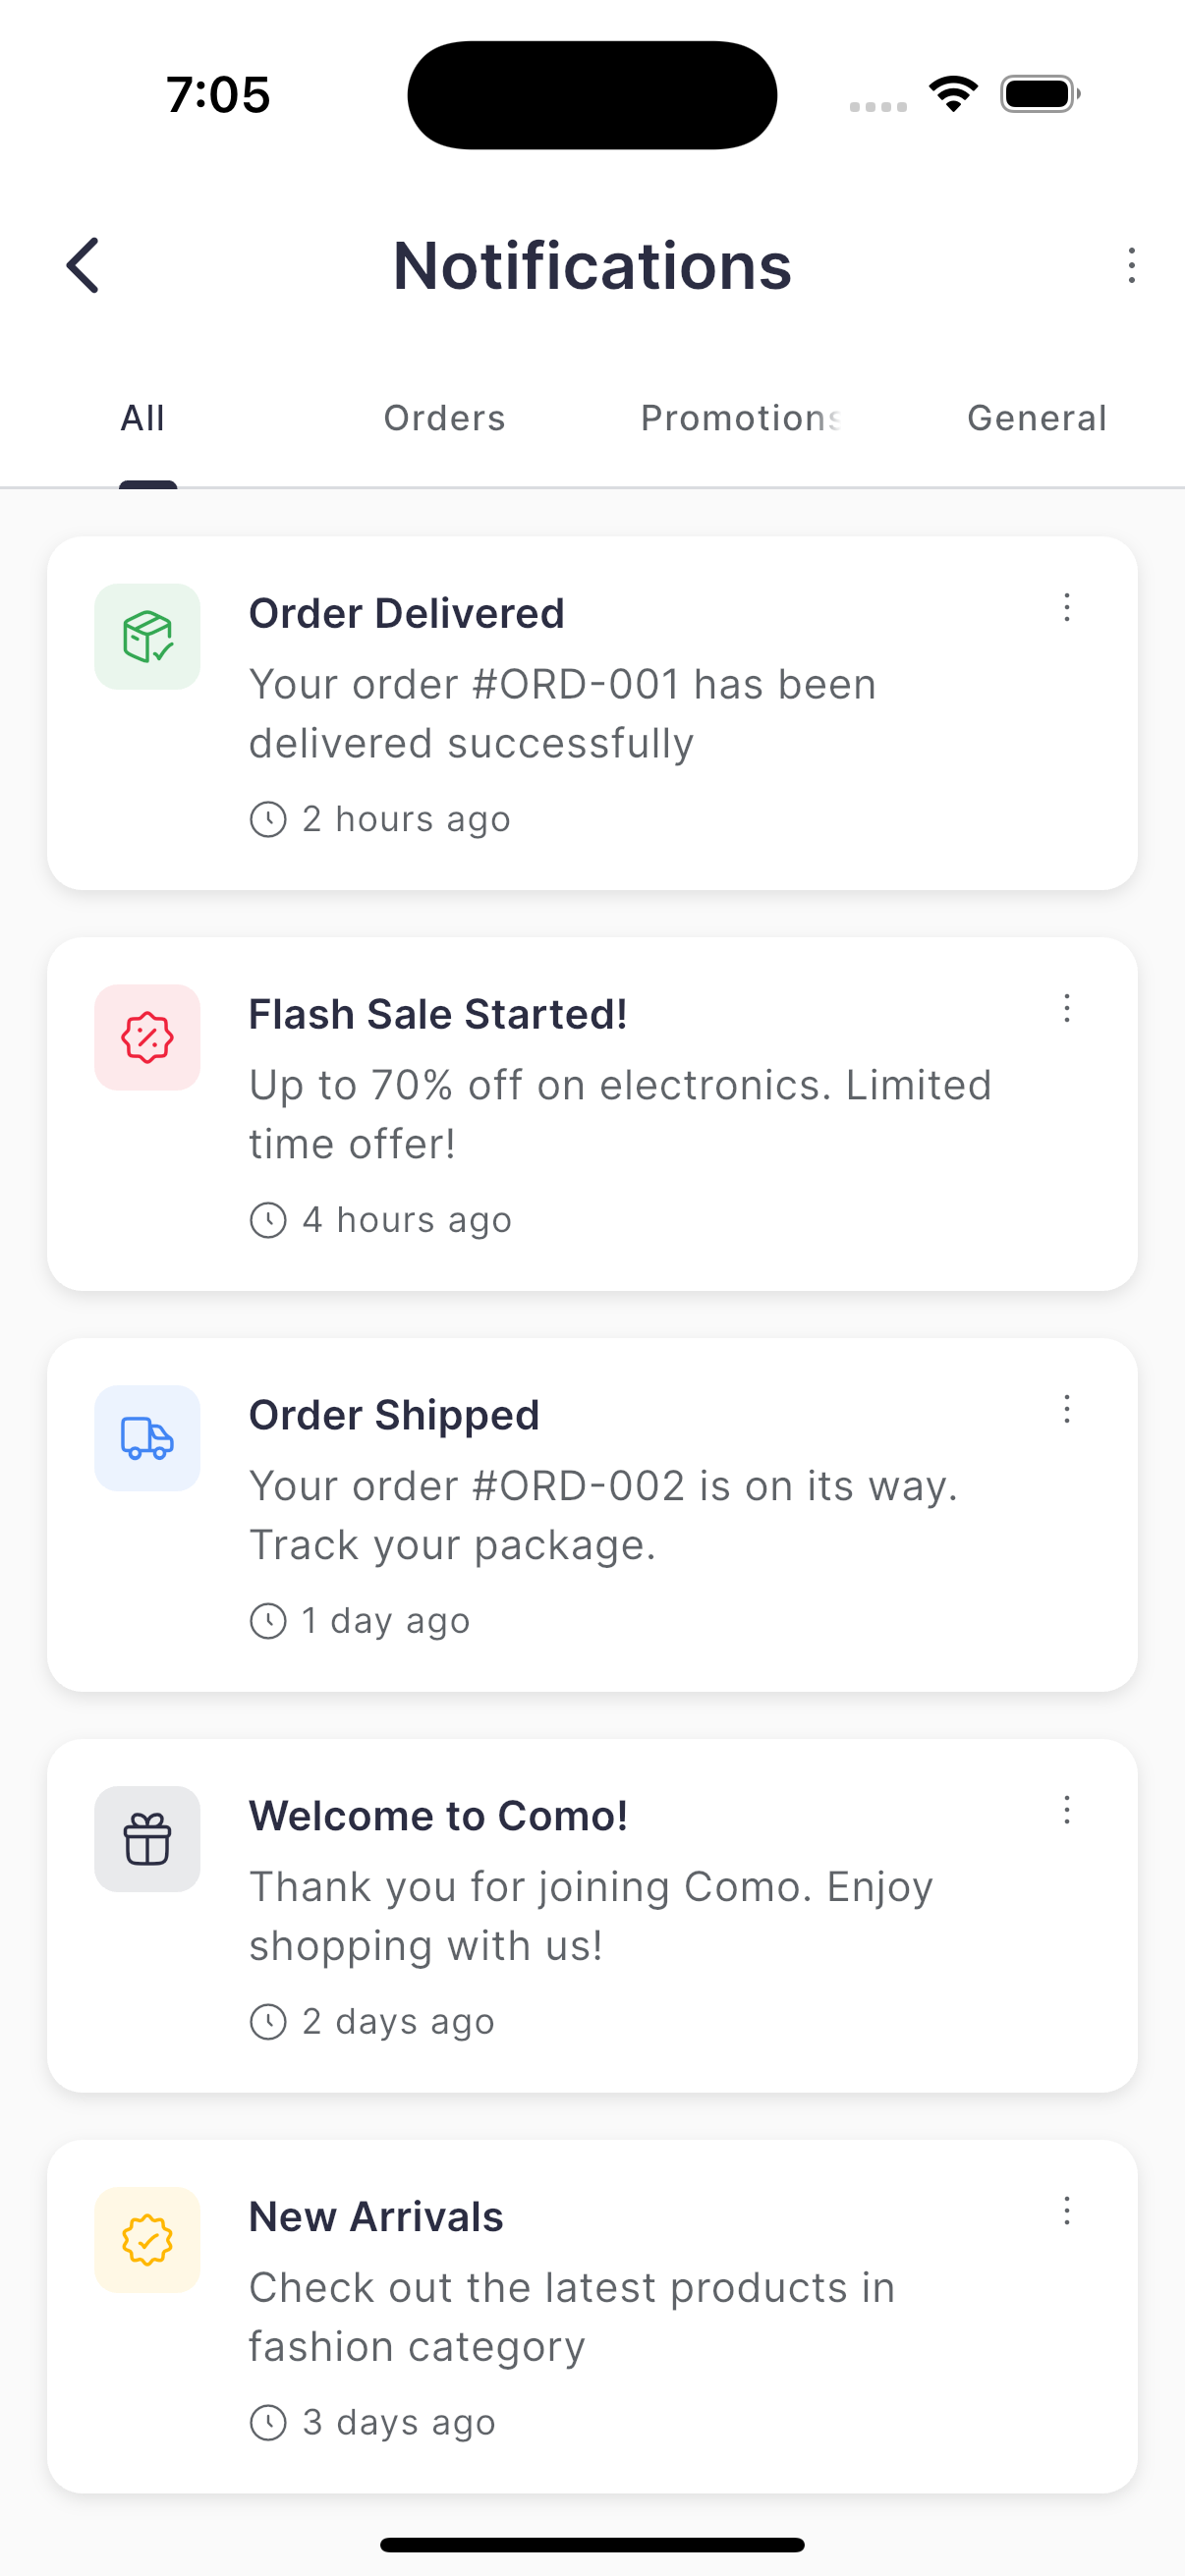 7:05
Notifications
All
Orders
Promotions
General
Order Delivered
Your order #ORD-001 has been
delivered successfully
2 hours ago
Flash Sale Started!
Up to 70% off on electronics. Limited
time offer!
4 hours ago
Order Shipped
Your order #ORD-002 is on its way.
Track your package.
1 day ago
Welcome to Como!
Thank you for joining Como. Enjoy
shopping with us!
2 days ago
New Arrivals
Check out the latest products in
fashion category
3 days ago